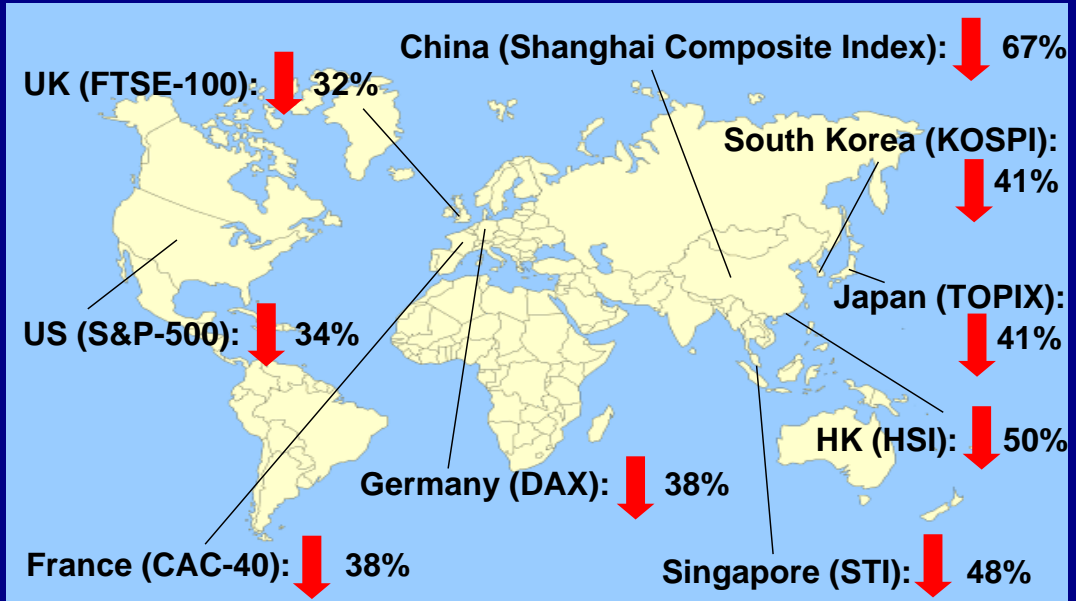 China (Shanghai Composite Index): 67%
UK (FTSE-100): 32%
South Korea (KOSPI):
41%
Japan (TOPIX):
41%
US (S&P-500): 34%
HK (HSI): 50%
Germany (DAX): 38%
France (CAC-40): 38%
Singapore (STI): 48%